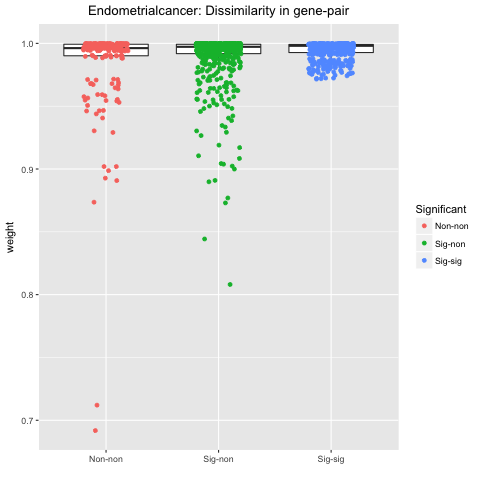 Endometrialcancer: Dissimilarity in gene-pair
1.0
0.9
0.8
0.7
weight
Non-non
Sig-non
Sig-sig
Significant
Non-non
Sig-non
Sig-sig